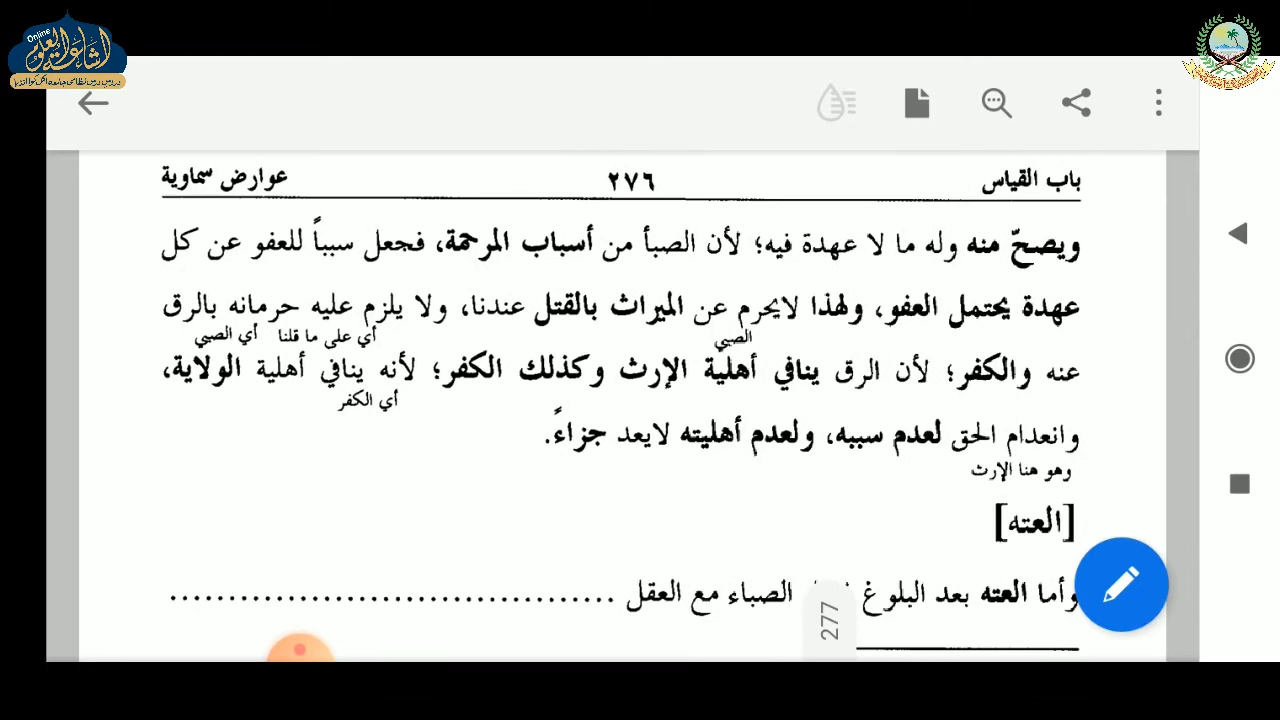 Online
اشاعة العلوم
باب القياس ٢٧٦ عوارض سماوية
ويصحّ منه وله ما لا عهدة فيه؛ لأن الصبأ من أسباب المرحمة، فجعل سبباً للعفو عن كل
عهدة يحتمل العفو، ولهذا لايحرم عن الميراث بالقتل عندنا، ولا يلزم عليه حرمانه بالرق
الصبي أي على ما قلنا أي الصبي
عنه والكفر؛ لأن الرق ينافي أهلية الإرث وكذلك الكفر؛ لأنه ينافي أهلية الولاية،
أي الكفر
وانعدام الحق لعدم سببه، ولعدم أهليته لايعد جزاءً.
وهو هنا الإرث
[العته]
وأما العته بعد البلوغ الصباء مع العقل ......................................
277